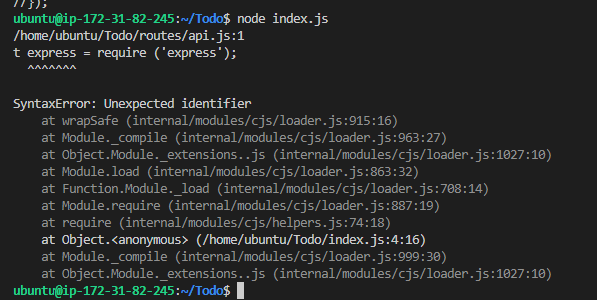 //});
ubuntu@ip-172-31-82-245:~/Todo$ node index.js
/home/ubuntu/Todo/routes/api.js:1
t express = require ('express');
  ^^^^^^^

SyntaxError: Unexpected identifier
    at wrapSafe (internal/modules/cjs/loader.js:915:16)
    at Module._compile (internal/modules/cjs/loader.js:963:27)
    at Object.Module._extensions..js (internal/modules/cjs/loader.js:1027:10)
    at Module.load (internal/modules/cjs/loader.js:863:32)
    at Function.Module._load (internal/modules/cjs/loader.js:708:14)
    at Module.require (internal/modules/cjs/loader.js:887:19)
    at require (internal/modules/cjs/helpers.js:74:18)
    at Object.<anonymous> (/home/ubuntu/Todo/index.js:4:16)
    at Module._compile (internal/modules/cjs/loader.js:999:30)
    at Object.Module._extensions..js (internal/modules/cjs/loader.js:1027:10)
ubuntu@ip-172-31-82-245:~/Todo$